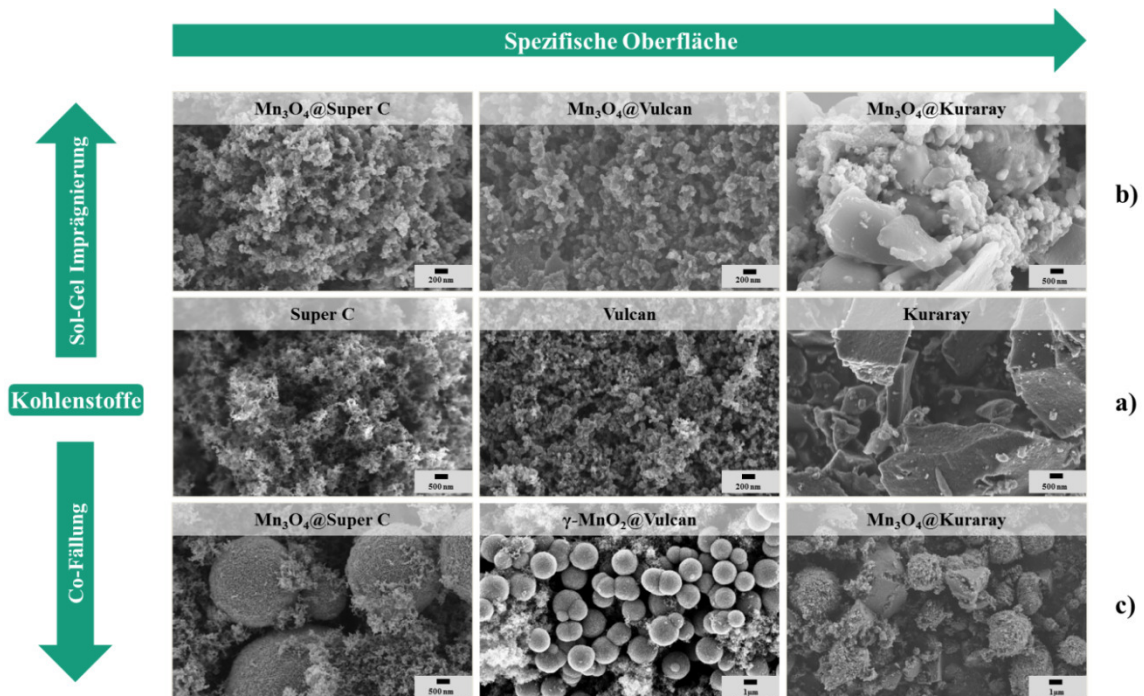 Spezifische Oberfläche
Sol-Gel Imprägnierung
Mn₃O₄@Super C
Mn₃O₄@Vulcan
Mn₃O₄@Kuraray
200 nm
200 nm
500 nm
b)
Kohlenstoffe
Super C
Vulcan
Kuraray
500 nm
200 nm
500 nm
a)
Co-Fällung
Mn₃O₄@Super C
γ-MnO₂@Vulcan
Mn₃O₄@Kuraray
500 nm
1µm
1µm
c)